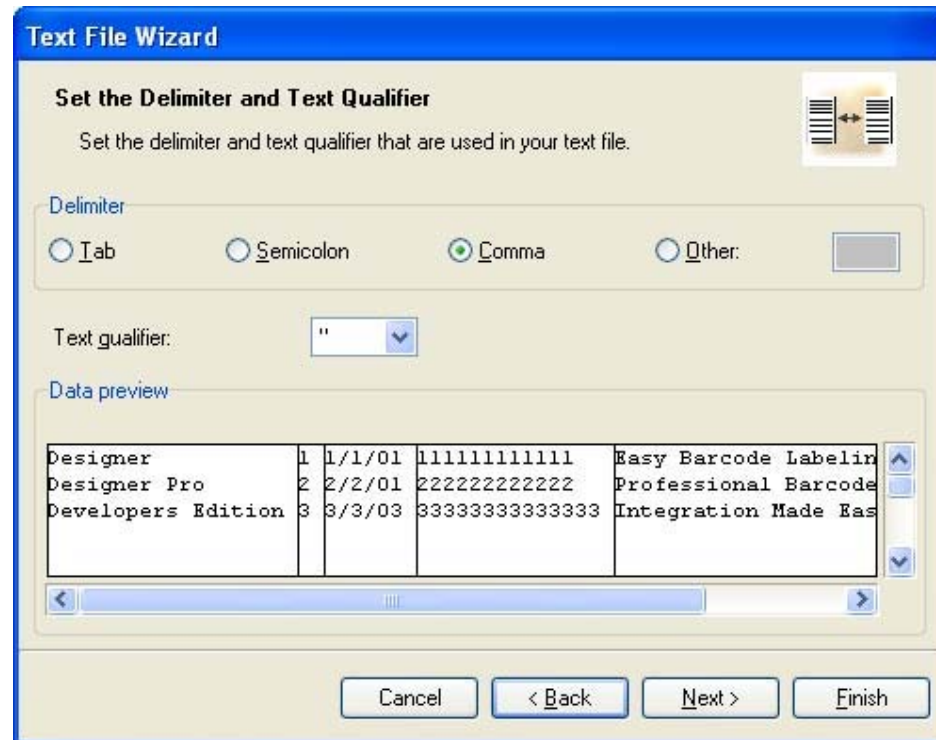 Text File Wizard
Set the Delimiter and Text Qualifier
Set the delimiter and text qualifier that are used in your text file.
Delimiter
Tab Semicolon Comma Other:
Text qualifier: "
Data preview
Designer 1 1/1/01 111111111111 Easy Barcode Labelin
Designer Pro 2 2/2/01 222222222222 Professional Barcode
Developers Edition 3 3/3/03 33333333333333 Integration Made Eas
Cancel < Back Next > Finish